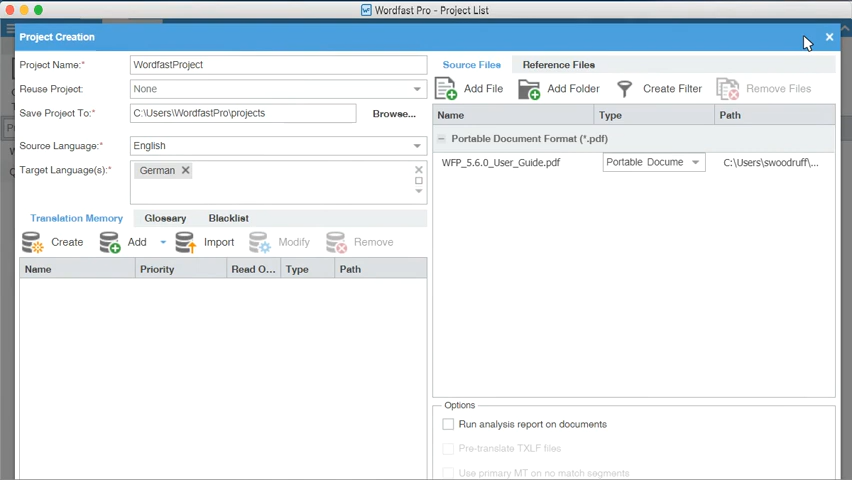 Wordfast Pro - Project List
Project Creation
Project Name:* WordfastProject
Reuse Project: None
Save Project To:* C:\Users\WordfastPro\projects Browse...
Source Language:* English
Target Language(s):* German
Translation Memory Glossary Blacklist
Create Add Import Modify Remove
Name Priority Read O... Type Path
Source Files Reference Files
Add File Add Folder Create Filter Remove Files
Name Type Path
Portable Document Format (*.pdf)
WFP_5.6.0_User_Guide.pdf Portable Docume C:\Users\swoodruff\...
Options
Run analysis report on documents
Pre-translate TXLF files
Use primary MT on no match segments